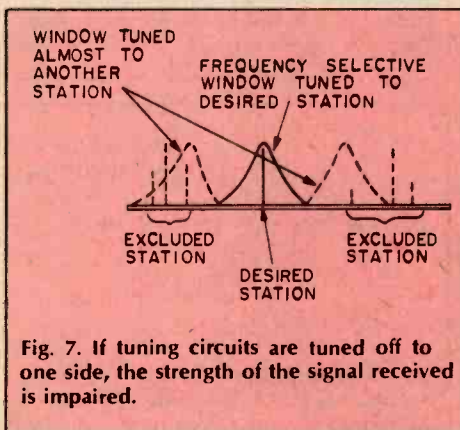 WINDOW TUNED
ALMOST TO
ANOTHER
STATION
FREQUENCY SELECTIVE
WINDOW TUNED TO
DESIRED STATION
EXCLUDED
STATION
DESIRED
STATION
EXCLUDED
STATION
Fig. 7. If tuning circuits are tuned off to
one side, the strength of the signal received
is impaired.